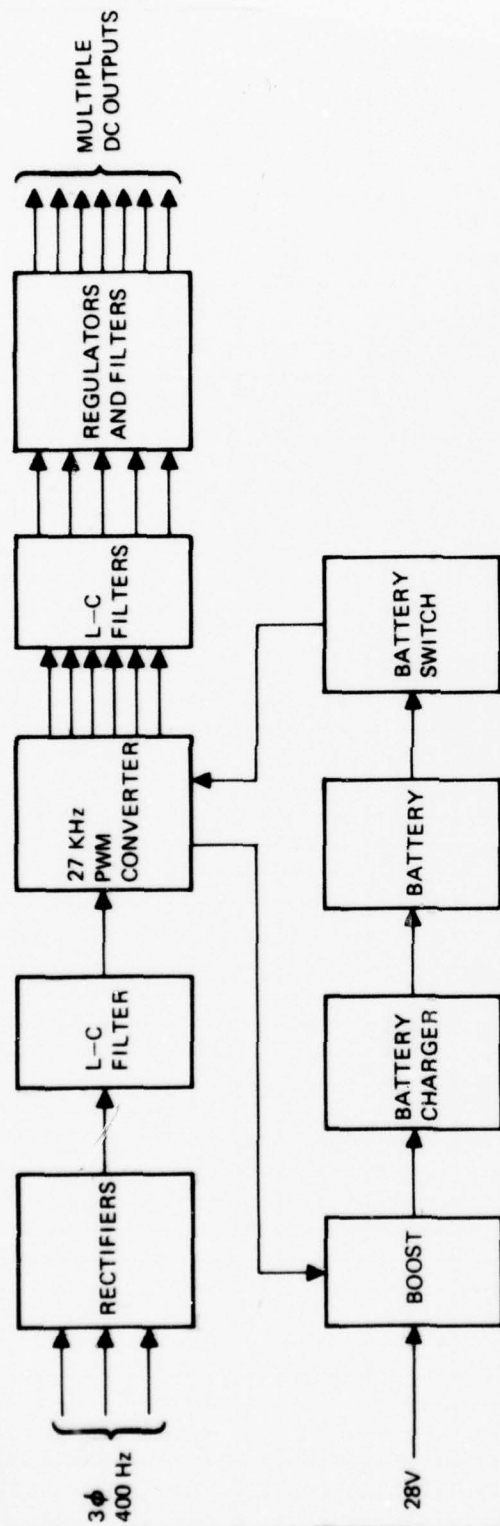 3ϕ
400 Hz
RECTIFIERS
L–C
FILTER
27 KHz
PWM
CONVERTER
L–C
FILTERS
REGULATORS
AND FILTERS
MULTIPLE
DC OUTPUTS
28V
BOOST
BATTERY
CHARGER
BATTERY
BATTERY
SWITCH